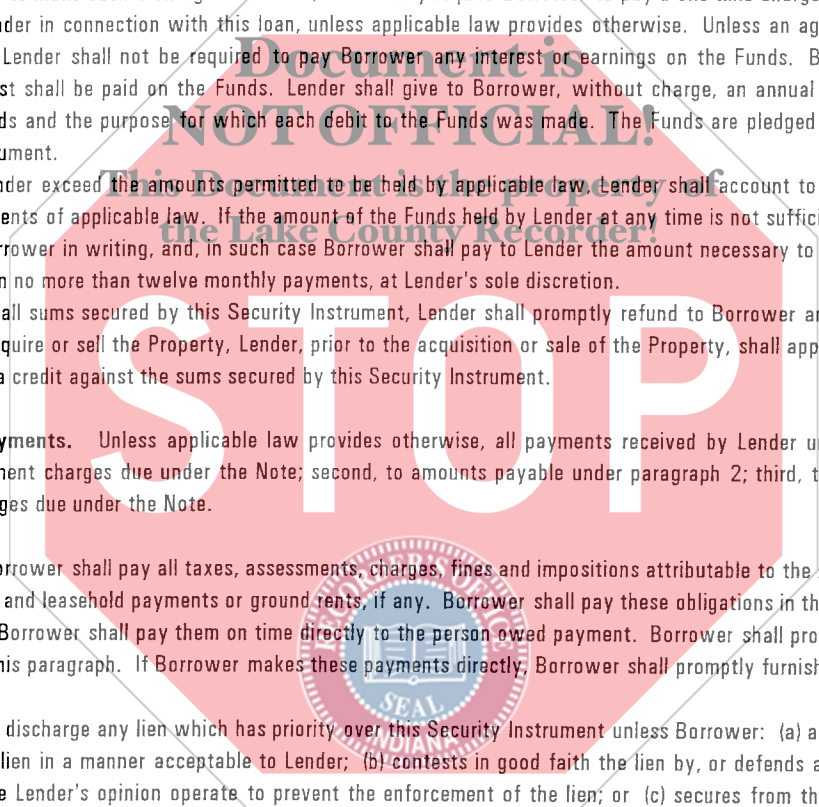 nder in connection with this loan, unless applicable law provides otherwise. Unless an ag
Lender shall not be required to pay Borrower any interest or earnings on the Funds. B
st shall be paid on the Funds. Lender shall give to Borrower, without charge, an annual
ds and the purpose for which each debit to the Funds was made. The Funds are pledged
ument.
nder exceed the amounts permitted to be held by applicable law, Lender shall account to
ents of applicable law. If the amount of the Funds held by Lender at any time is not suffici
rrower in writing, and, in such case Borrower shall pay to Lender the amount necessary to
n no more than twelve monthly payments, at Lender's sole discretion.
all sums secured by this Security Instrument, Lender shall promptly refund to Borrower an
quire or sell the Property, Lender, prior to the acquisition or sale of the Property, shall app
a credit against the sums secured by this Security Instrument.
yments. Unless applicable law provides otherwise, all payments received by Lender u
ment charges due under the Note; second, to amounts payable under paragraph 2; third, t
ges due under the Note.
orrower shall pay all taxes, assessments, charges, fines and impositions attributable to the
and leasehold payments or ground rents, if any. Borrower shall pay these obligations in th
Borrower shall pay them on time directly to the person owed payment. Borrower shall pro
his paragraph. If Borrower makes these payments directly, Borrower shall promptly furnish
discharge any lien which has priority over this Security Instrument unless Borrower: (a) a
lien in a manner acceptable to Lender; (b) contests in good faith the lien by, or defends a
e Lender's opinion operate to prevent the enforcement of the lien; or (c) secures from th
Document is
NOT OFFICIAL!
This Document is the property of
the Lake County Recorder!
STOP
RECORDER'S OFFICE
SEAL
INDIANA